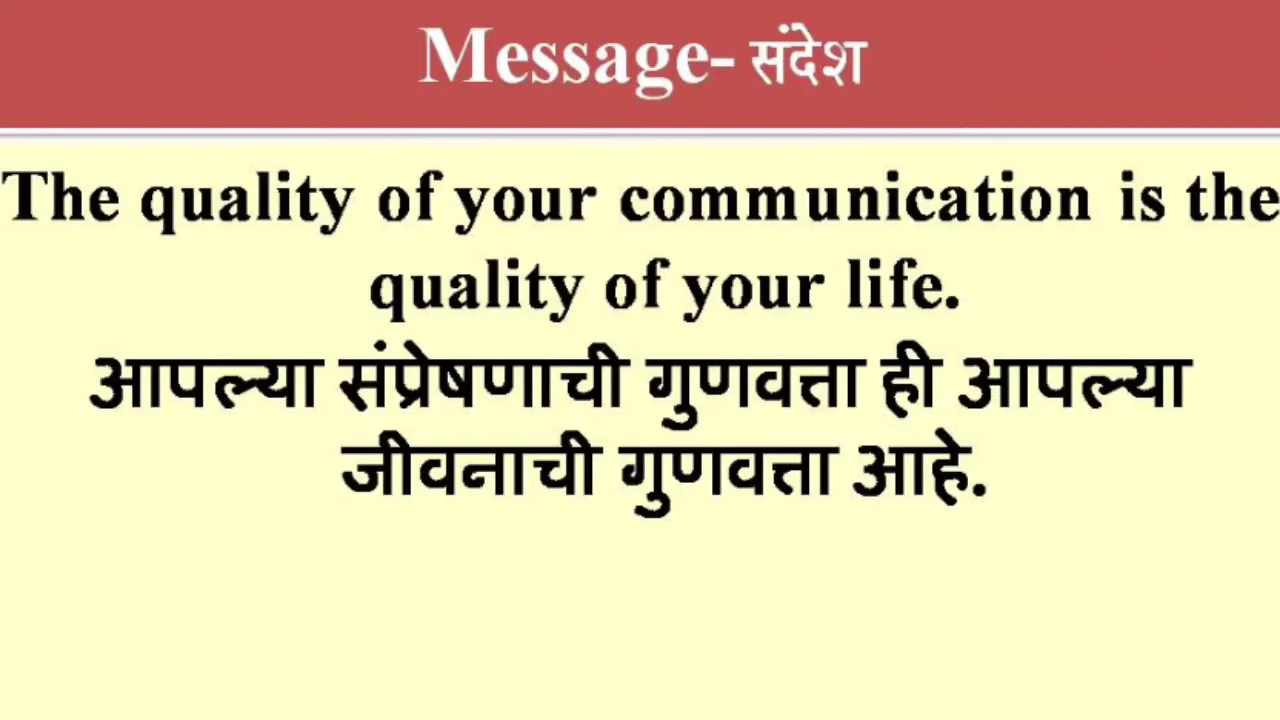 Message- संदेश
The quality of your communication is the
quality of your life.
आपल्या संप्रेषणाची गुणवत्ता ही आपल्या
जीवनाची गुणवत्ता आहे.